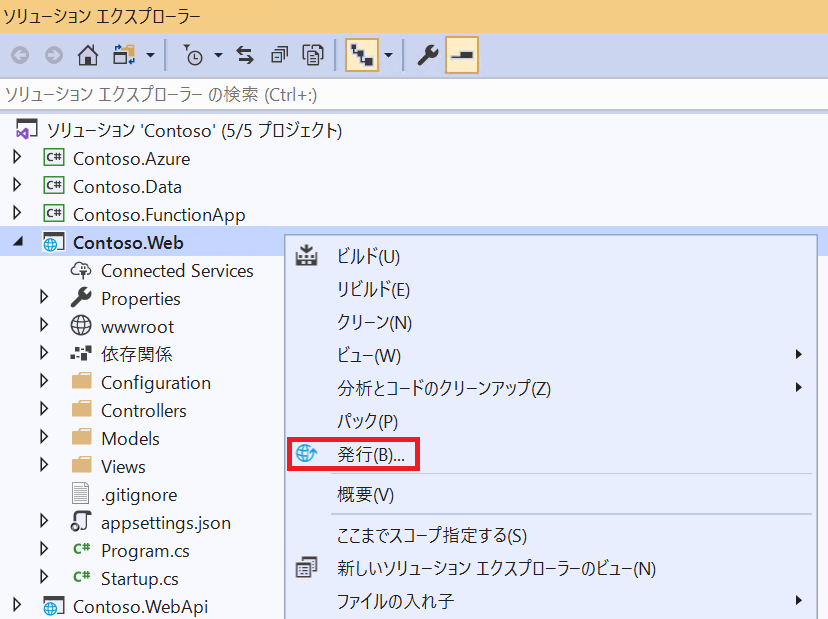 ソリューション エクスプローラー
ソリューション エクスプローラー の検索 (Ctrl+:)
ソリューション 'Contoso' (5/5 プロジェクト)
C# Contoso.Azure
C# Contoso.Data
C# Contoso.FunctionApp
Contoso.Web
Connected Services
Properties
wwwroot
依存関係
Configuration
Controllers
Models
Views
.gitignore
appsettings.json
C# Program.cs
C# Startup.cs
Contoso.WebApi
ビルド(U)
リビルド(E)
クリーン(N)
ビュー(W)
分析とコードのクリーンアップ(Z)
パック(P)
発行(B)...
概要(V)
ここまでスコープ指定する(S)
新しいソリューション エクスプローラーのビュー(N)
ファイルの入れ子